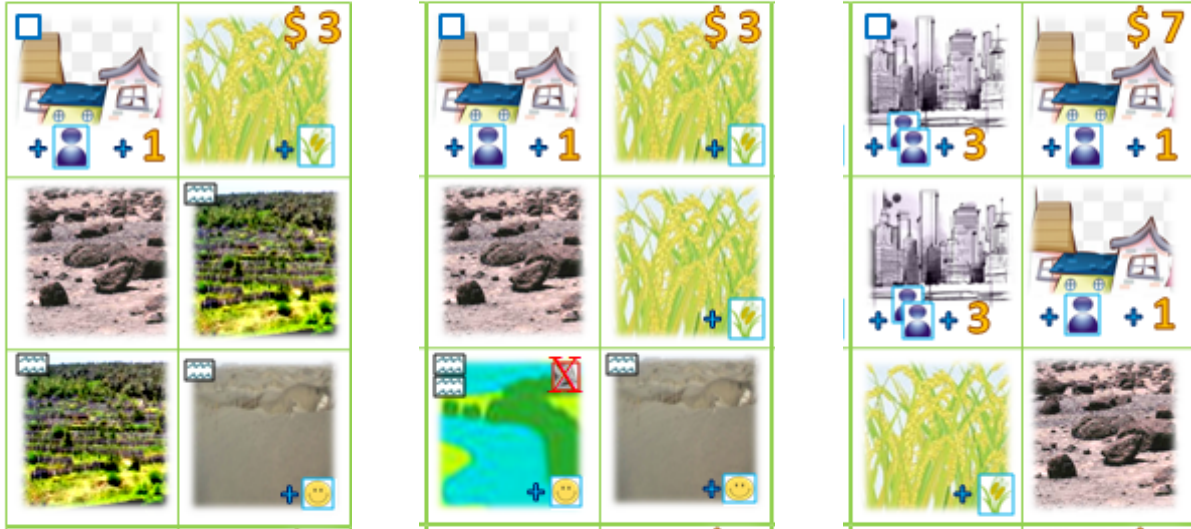 $ 3
+ + 1
+
+
$ 3
+ + 1
+
+
X
+ +
$ 7
+ + 3 + + 1
+ + 3 + + 1
+